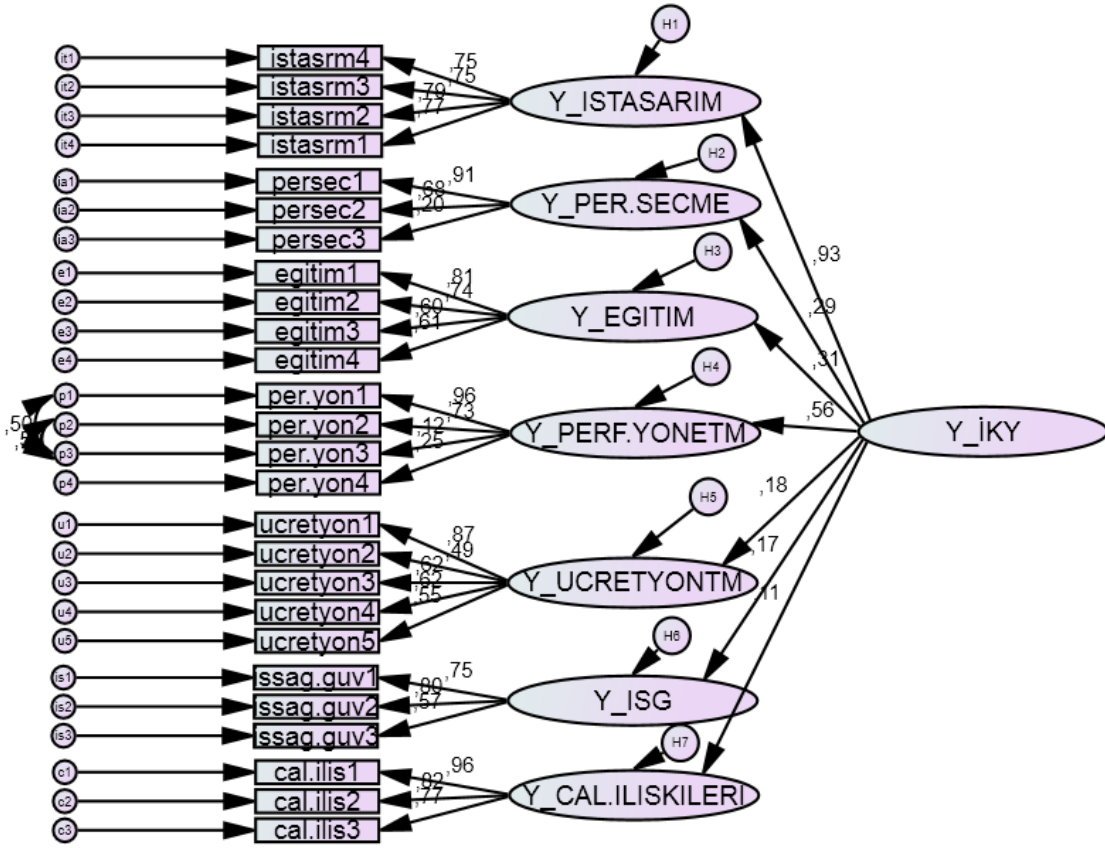 H1
it1
istasrm4
,75
it2
istasrm3
,75
Y_ISTASARIM
it3
istasrm2
,79
it4
istasrm1
,77
H2
ia1
persec1
,91
ia2
persec2
,68
Y_PER.SECME
ia3
persec3
,20
H3
,93
e1
egitim1
,81
e2
egitim2
,74
,29
e3
egitim3
,60
Y_EGITIM
e4
egitim4
,61
,31
H4
p1
per.yon1
,96
,50
p2
per.yon2
,73
,56
p3
per.yon3
,12
Y_PERF.YONETM
Y_İKY
p4
per.yon4
,25
H5
,18
u1
ucretyon1
,87
u2
ucretyon2
,49
,17
u3
ucretyon3
,62
Y_UCRETYONTM
u4
ucretyon4
,62
,11
u5
ucretyon5
,55
H6
is1
ssag.guv1
,75
is2
ssag.guv2
,80
Y_ISG
is3
ssag.guv3
,57
H7
c1
cal.ilis1
,96
c2
cal.ilis2
,82
Y_CAL.ILISKILERI
c3
cal.ilis3
,77